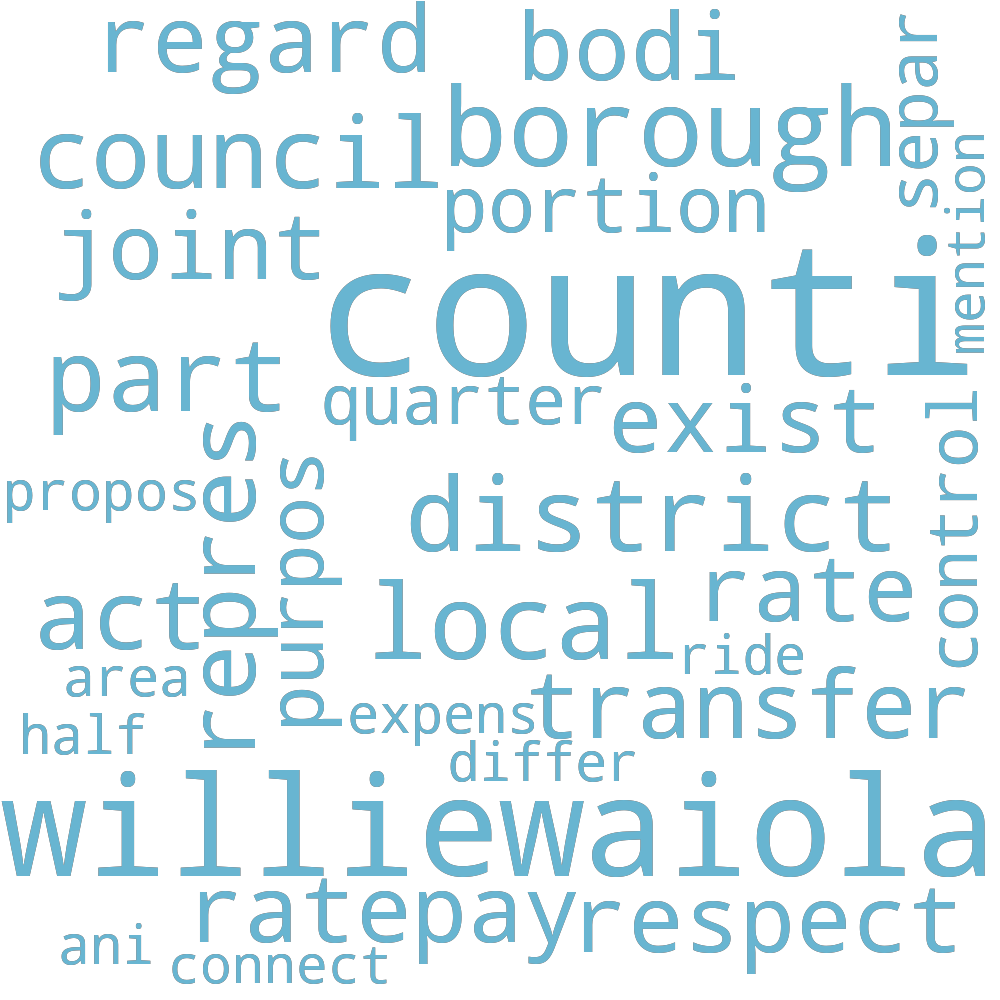 regard
bodi
separ
borough
council
mention
portion
joint
counti
part
quarter
exist
control
repres
purpos
propos
district
rate
act
local
ride
area
transfer
expens
half
differ
williewaiola
ratepay
respect
ani
connect